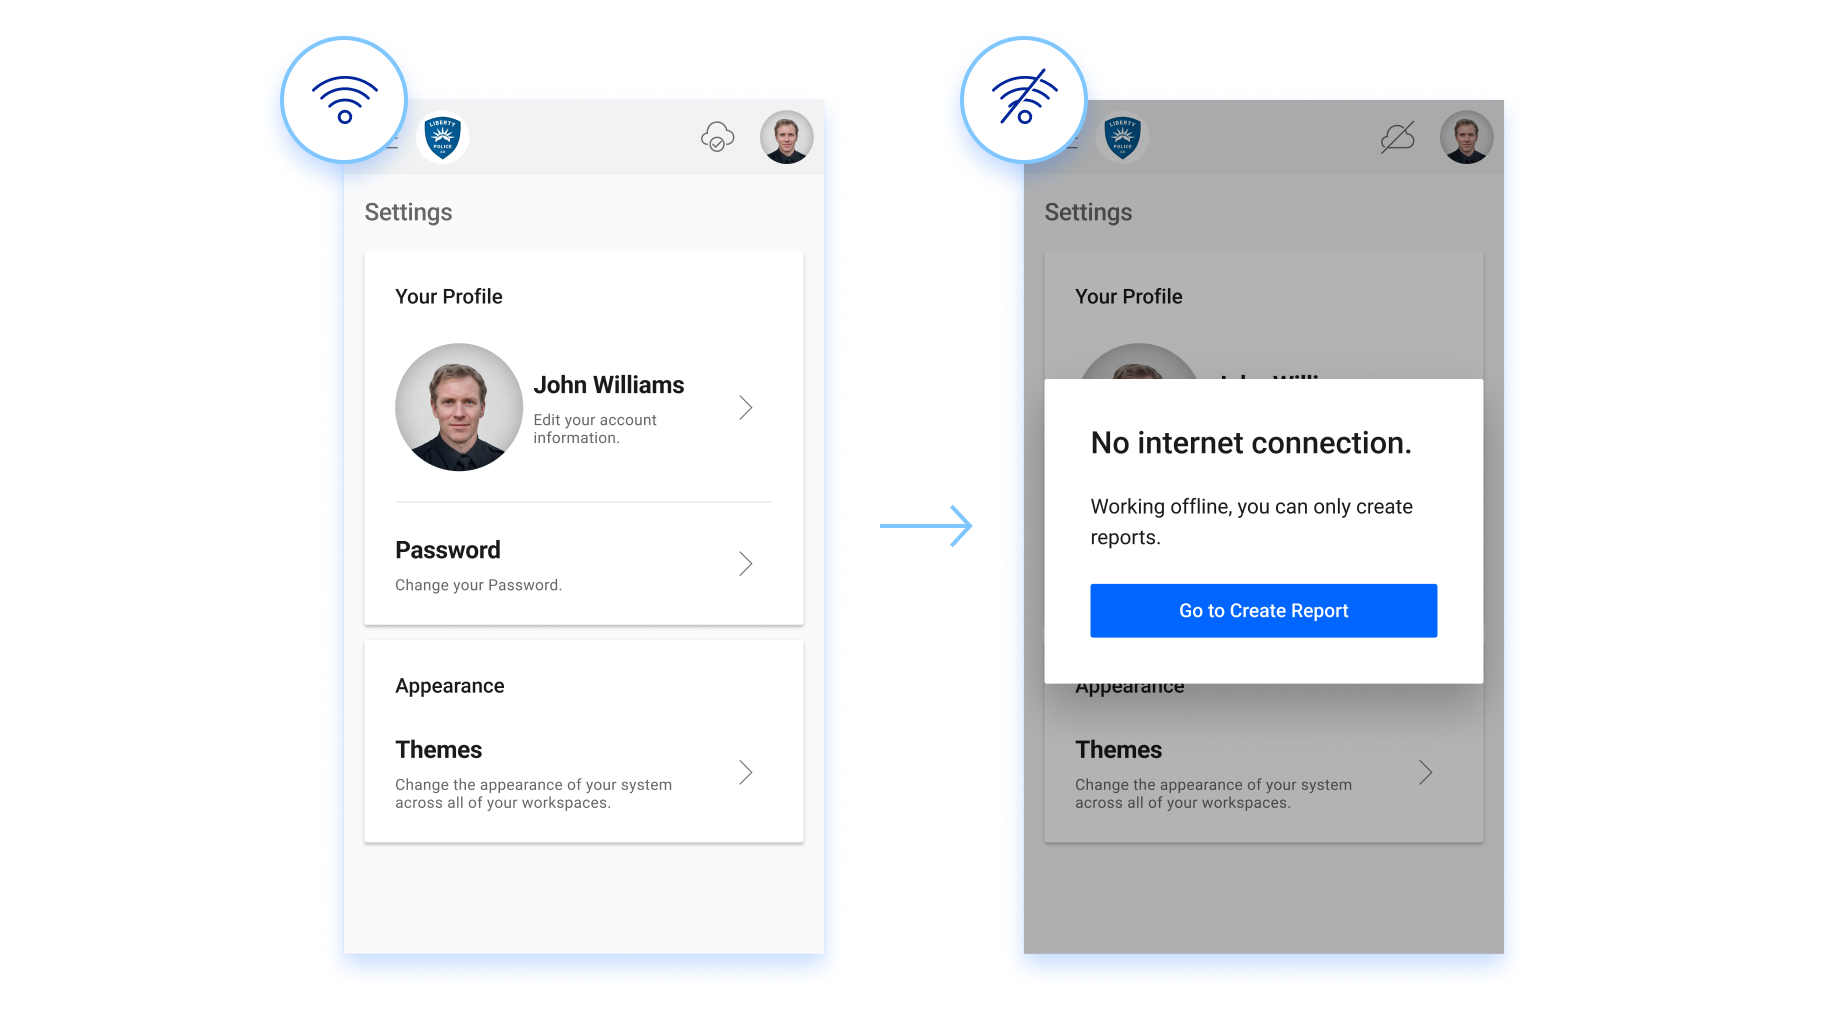 LIBERTY
POLICE
CO
Settings
Your Profile
John Williams
Edit your account
information.
Password
Change your Password.
Appearance
Themes
Change the appearance of your system
across all of your workspaces.
LIBERTY
POLICE
CO
Settings
Your Profile
No internet connection.
Working offline, you can only create
reports.
Go to Create Report
Appearance
Themes
Change the appearance of your system
across all of your workspaces.